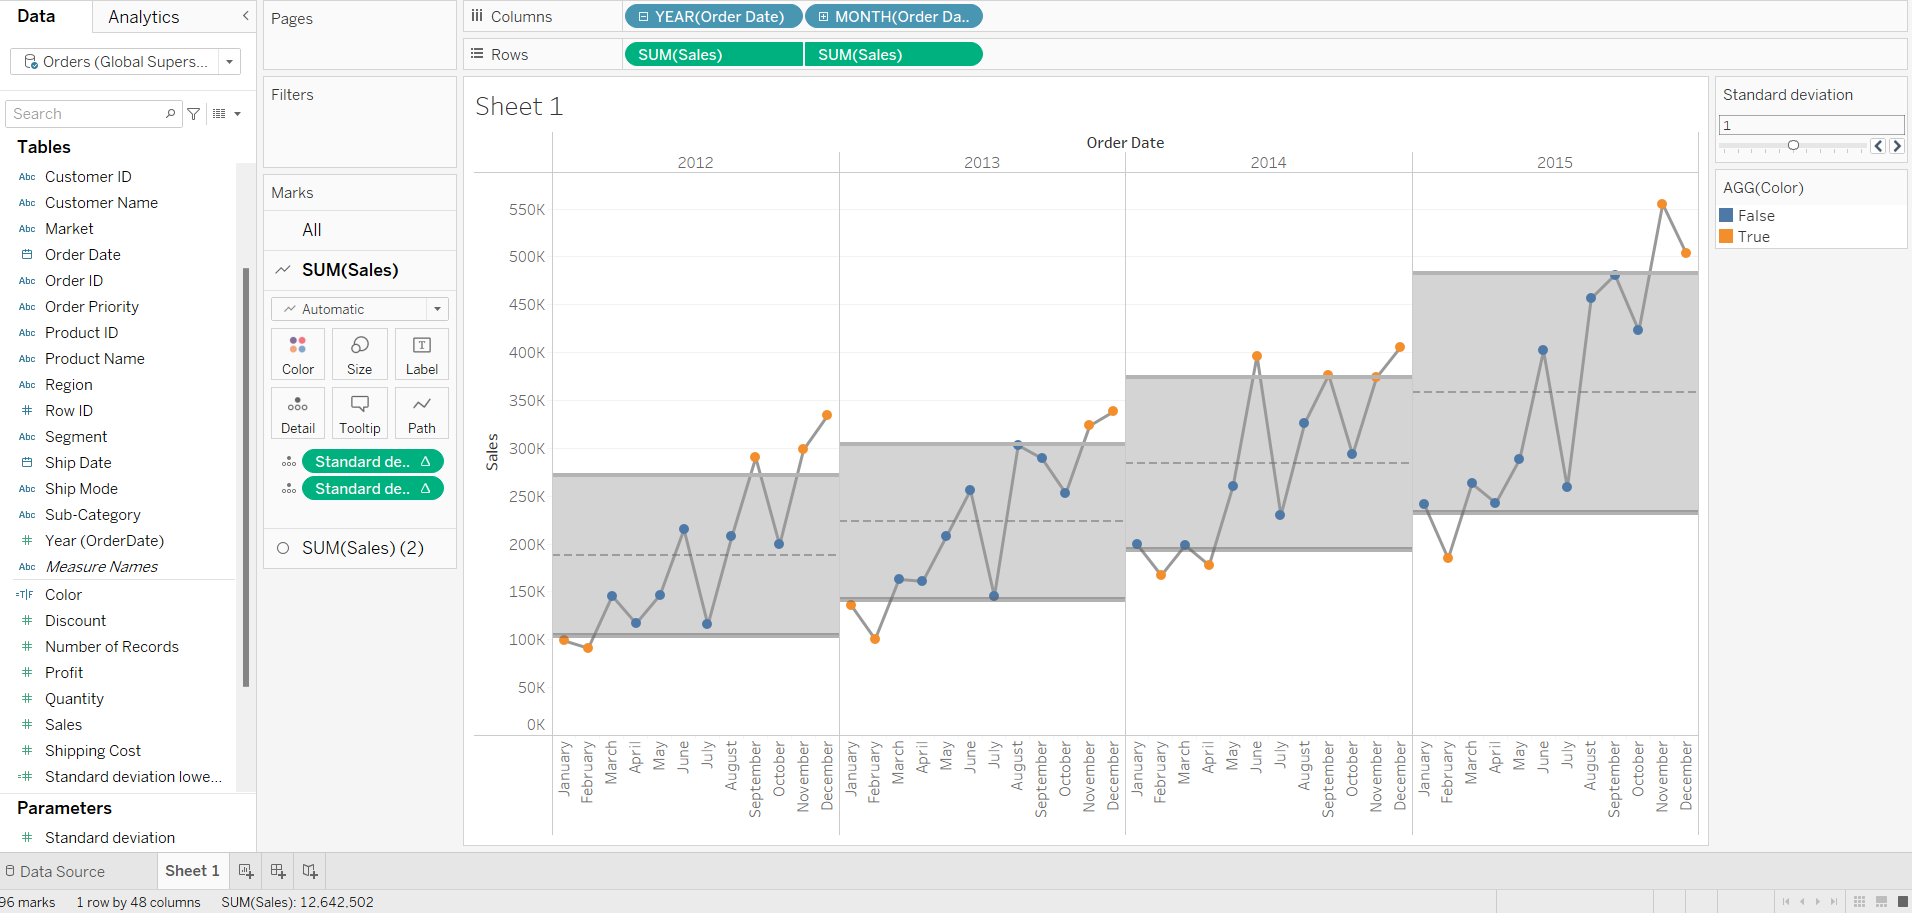 Data
Analytics
Orders (Global Supers...
Search
Tables
Abc Customer ID
Abc Customer Name
Abc Market
Order Date
Abc Order ID
Abc Order Priority
Abc Product ID
Abc Product Name
Abc Region
# Row ID
Abc Segment
Ship Date
Abc Ship Mode
Abc Sub-Category
# Year (OrderDate)
Abc Measure Names
=T|F Color
# Discount
# Number of Records
# Profit
# Quantity
# Sales
# Shipping Cost
=# Standard deviation lowe...
Parameters
# Standard deviation
Pages
Filters
Marks
All
SUM(Sales)
Automatic
Color Size Label
Detail Tooltip Path
Standard de.. Δ
Standard de.. Δ
SUM(Sales) (2)
Columns YEAR(Order Date) MONTH(Order Da..
Rows SUM(Sales) SUM(Sales)
Sheet 1
Order Date
2012 2013 2014 2015
Sales
550K
500K
450K
400K
350K
300K
250K
200K
150K
100K
50K
0K
January February March April May June July August September October November December January February March April May June July August September October November December January February March April May June July August September October November December January February March April May June July August September October November December
Standard deviation
1
AGG(Color)
False
True
Data Source Sheet 1
96 marks 1 row by 48 columns SUM(Sales): 12,642,502